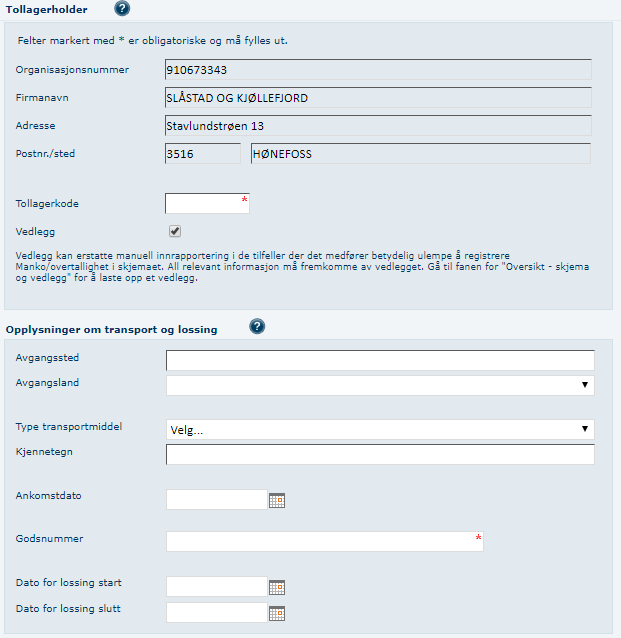 Tollagerholder ?
Felter markert med * er obligatoriske og må fylles ut.
Organisasjonsnummer 910673343
Firmanavn SLÅSTAD OG KJØLLEFJORD
Adresse Stavlundstrøen 13
Postnr./sted 3516 HØNEFOSS
Tollagerkode *
Vedlegg
Vedlegg kan erstatte manuell innrapportering i de tilfeller der det medfører betydelig ulempe å registrere
Manko/overtallighet i skjemaet. All relevant informasjon må fremkomme av vedlegget. Gå til fanen for "Oversikt - skjema
og vedlegg" for å laste opp et vedlegg.
Opplysninger om transport og lossing ?
Avgangssted
Avgangsland
Type transportmiddel Velg...
Kjennetegn
Ankomstdato
Godsnummer *
Dato for lossing start
Dato for lossing slutt